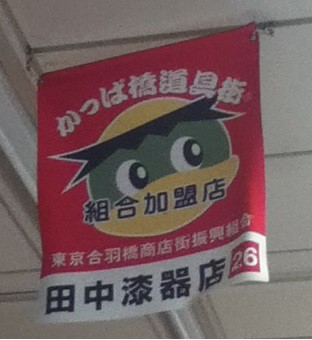 かっぱ橋道具街
組合加盟店
東京合羽橋商店街振興組合
田中漆器店 26